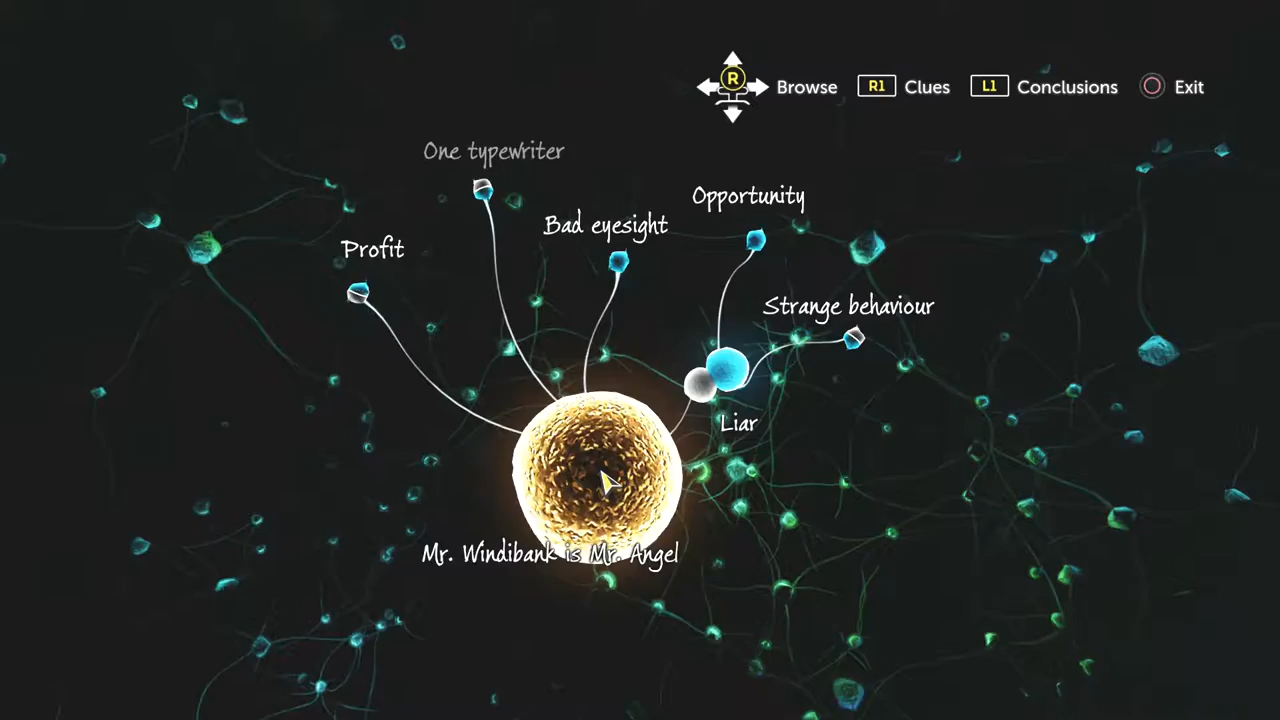 R Browse R1 Clues L1 Conclusions Exit
One typewriter
Opportunity
Bad eyesight
Profit
Strange behaviour
Liar
Mr. Windibank is Mr. Angel